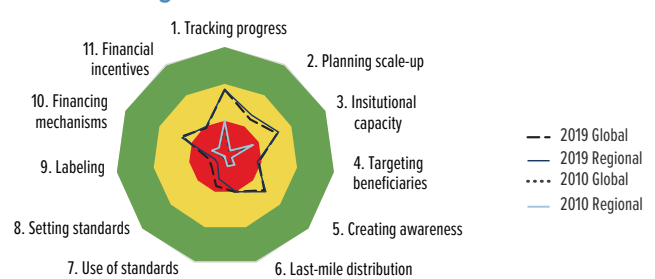 1. Tracking progress
2. Planning scale-up
3. Insitutional
capacity
4. Targeting
beneficiaries
5. Creating awareness
6. Last-mile distribution
7. Use of standards
8. Setting standards
9. Labeling
10. Financing
mechanisms
11. Financial
incentives
2019 Global
2019 Regional
2010 Global
2010 Regional